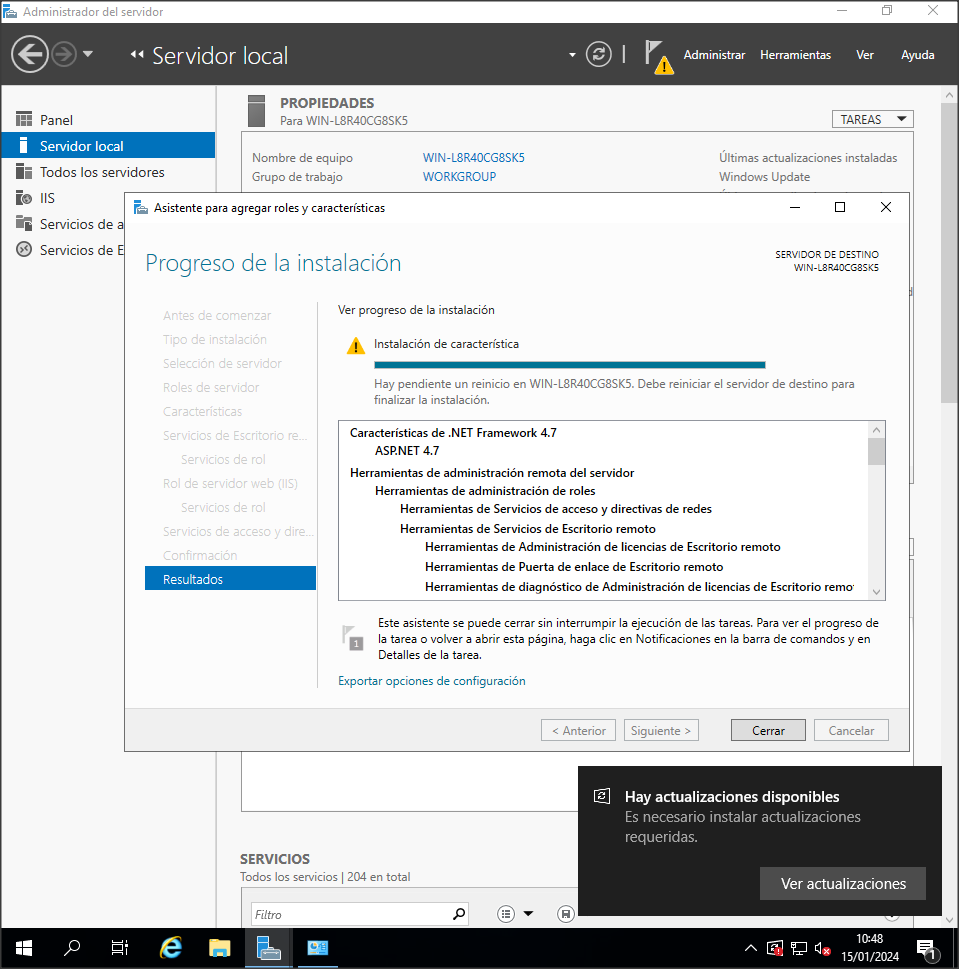 Administrador del servidor
Servidor local
Administrar Herramientas Ver Ayuda
Panel
Servidor local
Todos los servidores
IIS
Servicios de a
Servicios de E
PROPIEDADES
Para WIN-L8R40CG8SK5
TAREAS
Nombre de equipo WIN-L8R40CG8SK5 Últimas actualizaciones instaladas
Grupo de trabajo WORKGROUP Windows Update
Asistente para agregar roles y características
Progreso de la instalación
SERVIDOR DE DESTINO
WIN-L8R40CG8SK5
Antes de comenzar
Tipo de instalación
Selección de servidor
Roles de servidor
Características
Servicios de Escritorio re...
Servicios de rol
Rol de servidor web (IIS)
Servicios de rol
Servicios de acceso y dire...
Confirmación
Resultados
Ver progreso de la instalación
Instalación de característica
Hay pendiente un reinicio en WIN-L8R40CG8SK5. Debe reiniciar el servidor de destino para
finalizar la instalación.
Características de .NET Framework 4.7
ASP.NET 4.7
Herramientas de administración remota del servidor
Herramientas de administración de roles
Herramientas de Servicios de acceso y directivas de redes
Herramientas de Servicios de Escritorio remoto
Herramientas de Administración de licencias de Escritorio remoto
Herramientas de Puerta de enlace de Escritorio remoto
Herramientas de diagnóstico de Administración de licencias de Escritorio remo
1
Este asistente se puede cerrar sin interrumpir la ejecución de las tareas. Para ver el progreso de
la tarea o volver a abrir esta página, haga clic en Notificaciones en la barra de comandos y en
Detalles de la tarea.
Exportar opciones de configuración
< Anterior Siguiente > Cerrar Cancelar
Hay actualizaciones disponibles
Es necesario instalar actualizaciones
requeridas.
Ver actualizaciones
SERVICIOS
Todos los servicios | 204 en total
Filtro
10:48
15/01/2024
1